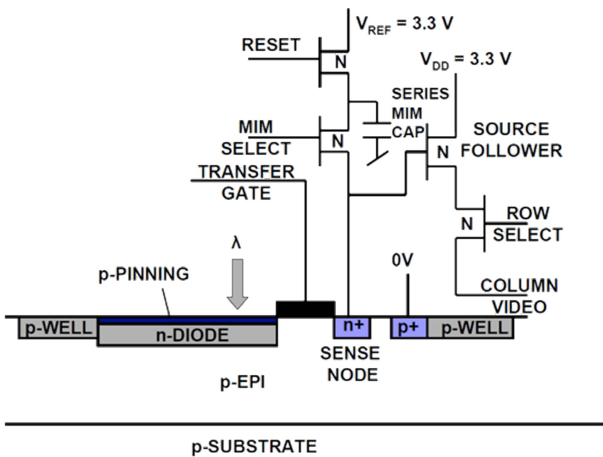 V_REF = 3.3 V
RESET
N
V_DD = 3.3 V
SERIES
MIM
CAP
MIM
SELECT
N
SOURCE
FOLLOWER
N
TRANSFER
GATE
ROW
SELECT
N
λ
0V
p-PINNING
COLUMN
VIDEO
p-WELL
n-DIODE
n+
p+
p-WELL
SENSE
NODE
p-EPI
p-SUBSTRATE